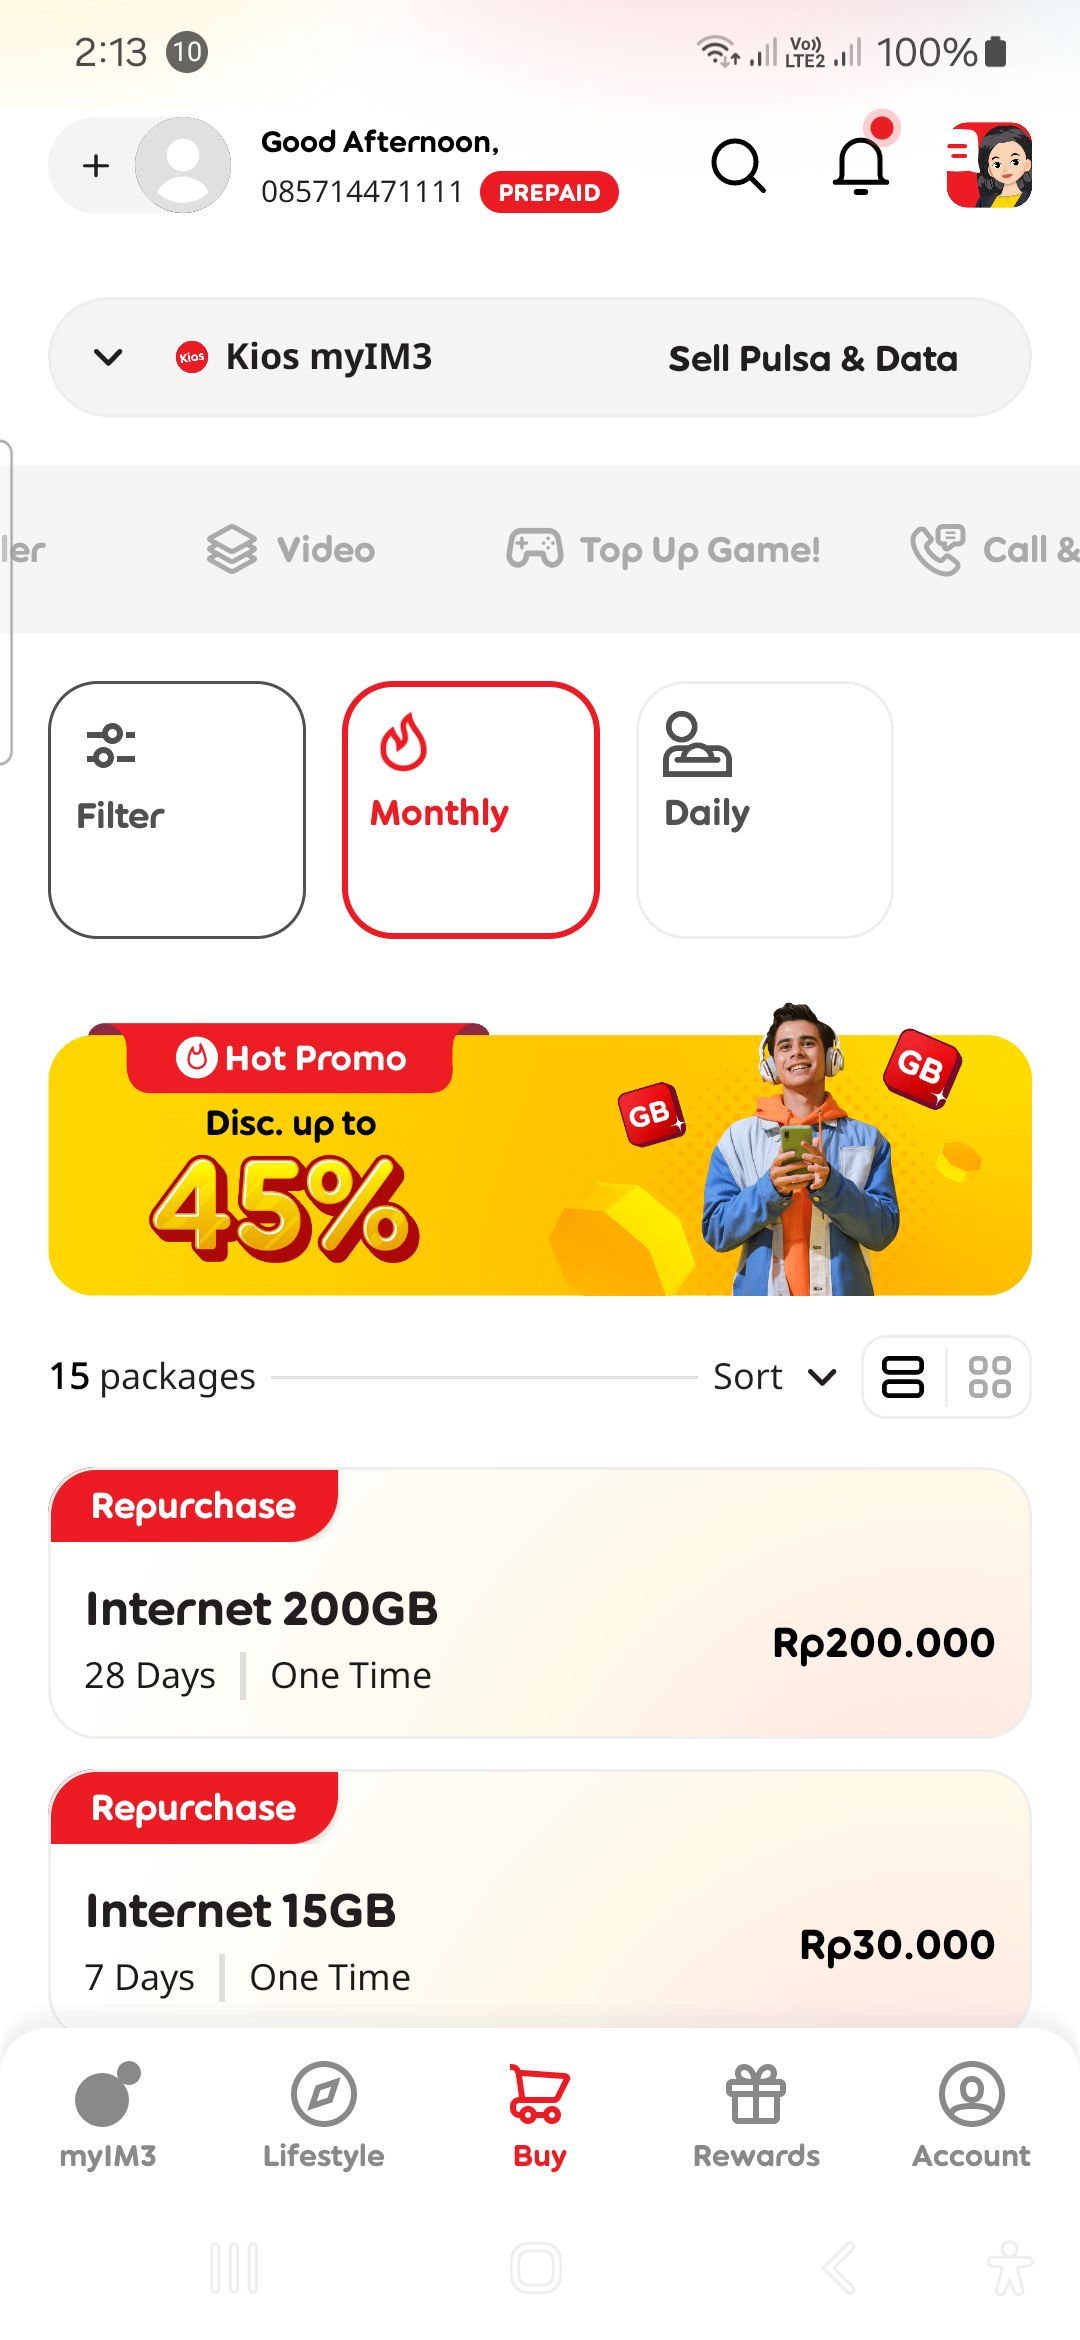 2:13 10 Vo)) LTE2 100%
Good Afternoon,
085714471111 PREPAID
Kios Kios myIM3 Sell Pulsa & Data
ler Video Top Up Game! Call &
Filter Monthly Daily
Hot Promo
Disc. up to
45%
GB GB
15 packages Sort
Repurchase
Internet 200GB
Rp200.000
28 Days One Time
Repurchase
Internet 15GB
Rp30.000
7 Days One Time
myIM3 Lifestyle Buy Rewards Account